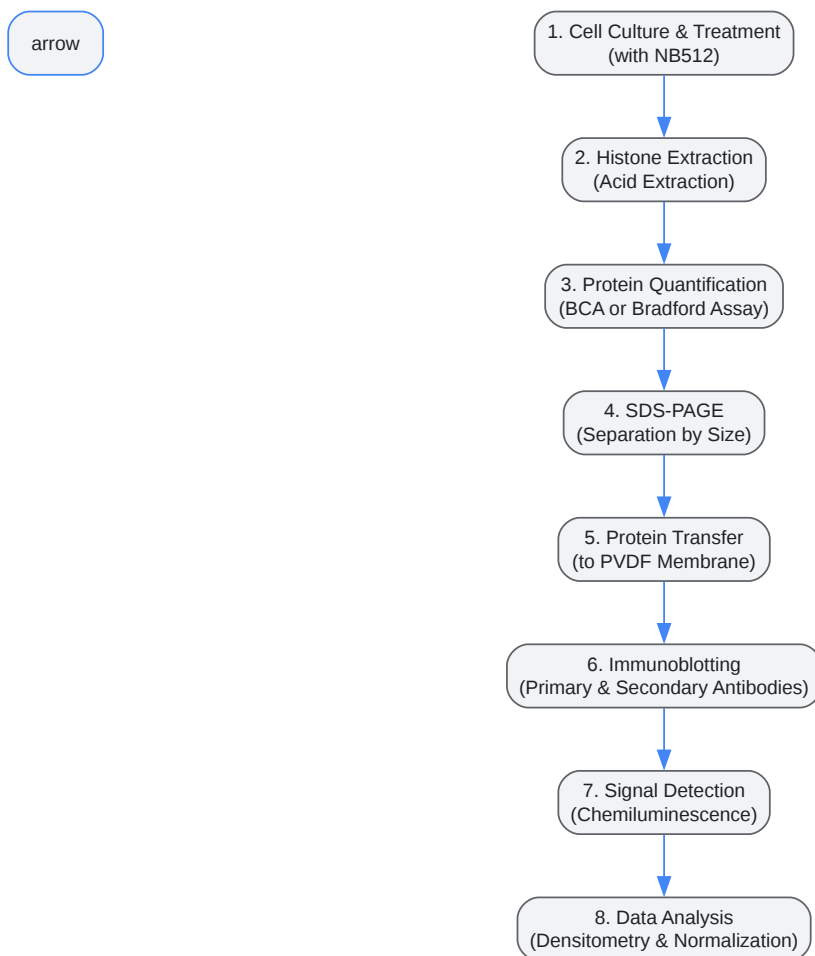 arrow
1. Cell Culture & Treatment
(with NB512)
2. Histone Extraction
(Acid Extraction)
3. Protein Quantification
(BCA or Bradford Assay)
4. SDS-PAGE
(Separation by Size)
5. Protein Transfer
(to PVDF Membrane)
6. Immunoblotting
(Primary & Secondary Antibodies)
7. Signal Detection
(Chemiluminescence)
8. Data Analysis
(Densitometry & Normalization)